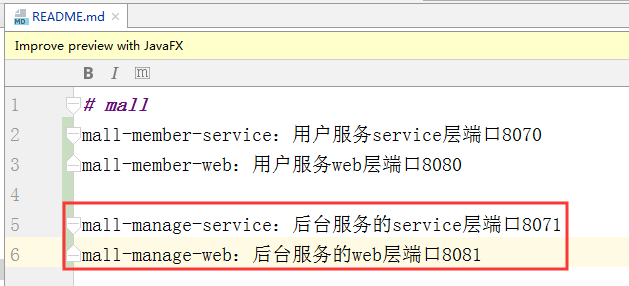 README.md
Improve preview with JavaFX
B I m
1 # mall
2 mall-member-service：用户服务service层端口8070
3 mall-member-web：用户服务web层端口8080
4
5 mall-manage-service：后台服务的service层端口8071
6 mall-manage-web：后台服务的web层端口8081